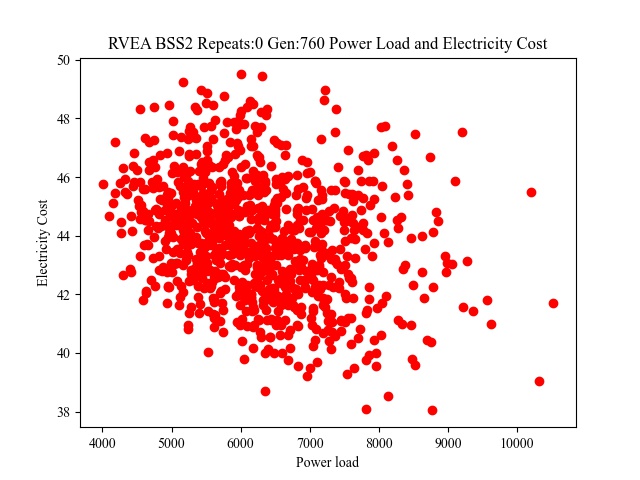 RVEA BSS2 Repeats:0 Gen:760 Power Load and Electricity Cost
50
48
46
44
42
40
38
Electricity Cost
4000 5000 6000 7000 8000 9000 10000
Power load